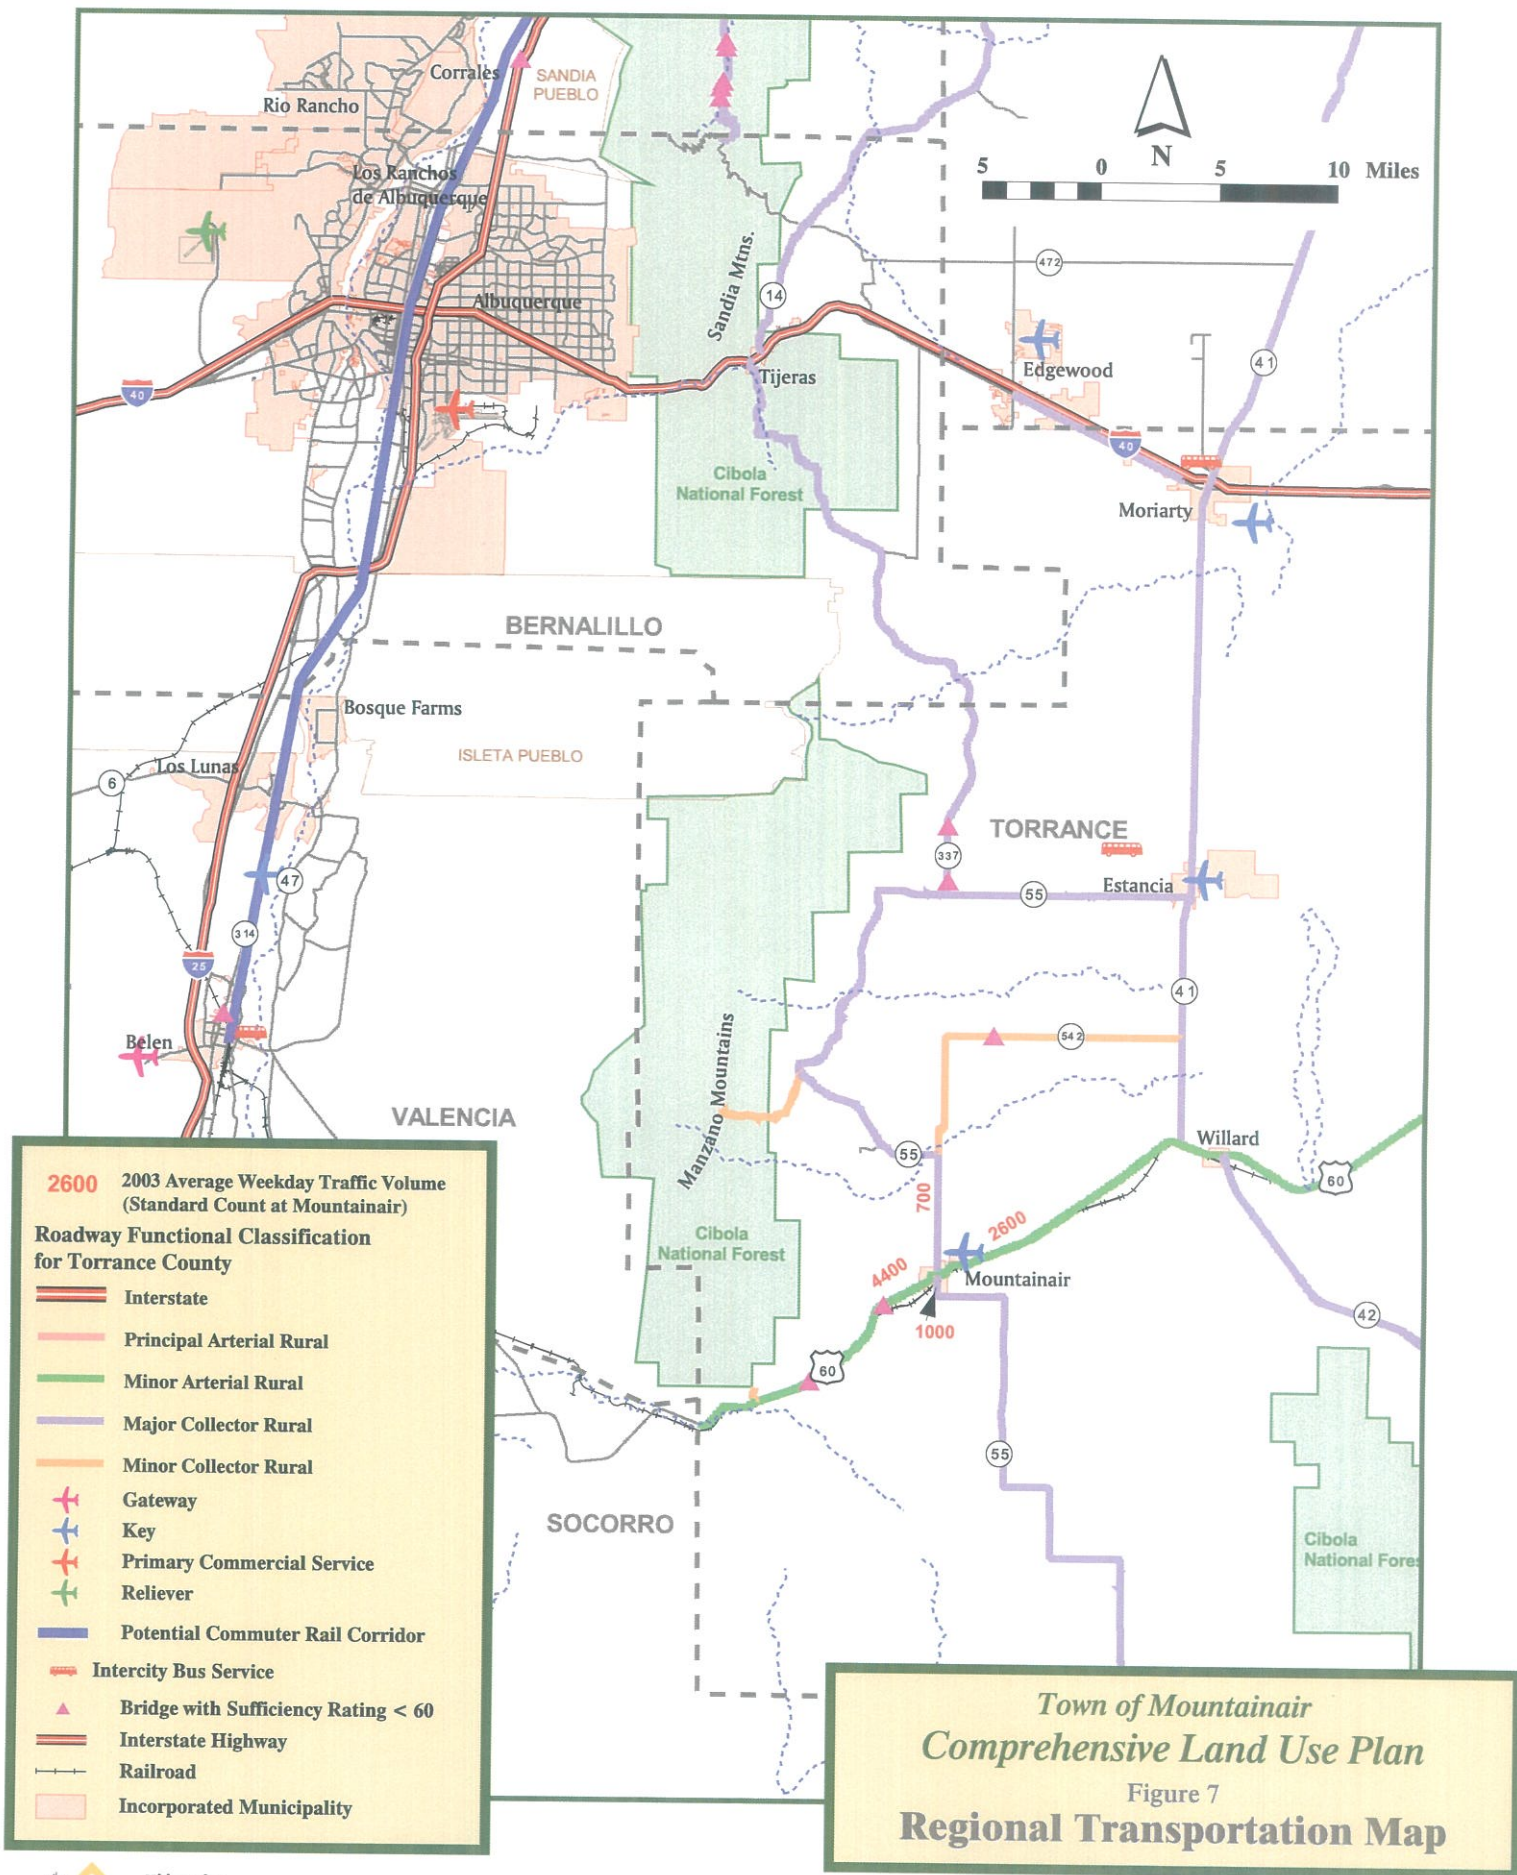 Corrales
SANDIA
PUEBLO
Rio Rancho
N
5 0 5 10 Miles
Los Ranchos
de Albuquerque
Sandia Mtns.
472
14
Albuquerque
41
Edgewood
Tijeras
40
40
Cibola
National Forest
Moriarty
BERNALILLO
Bosque Farms
ISLETA PUEBLO
Los Lunas
6
TORRANCE
337
Estancia
55
47
314
25
41
Belen
542
Manzano Mountains
VALENCIA
Willard
55
60
700
2600
Cibola
National Forest
4400
Mountainair
1000
42
60
55
SOCORRO
Cibola
National Fores
2600 2003 Average Weekday Traffic Volume
(Standard Count at Mountainair)
Roadway Functional Classification
for Torrance County
Interstate
Principal Arterial Rural
Minor Arterial Rural
Major Collector Rural
Minor Collector Rural
Gateway
Key
Primary Commercial Service
Reliever
Potential Commuter Rail Corridor
Intercity Bus Service
Bridge with Sufficiency Rating < 60
Interstate Highway
Railroad
Incorporated Municipality
Town of Mountainair
Comprehensive Land Use Plan
Figure 7
Regional Transportation Map